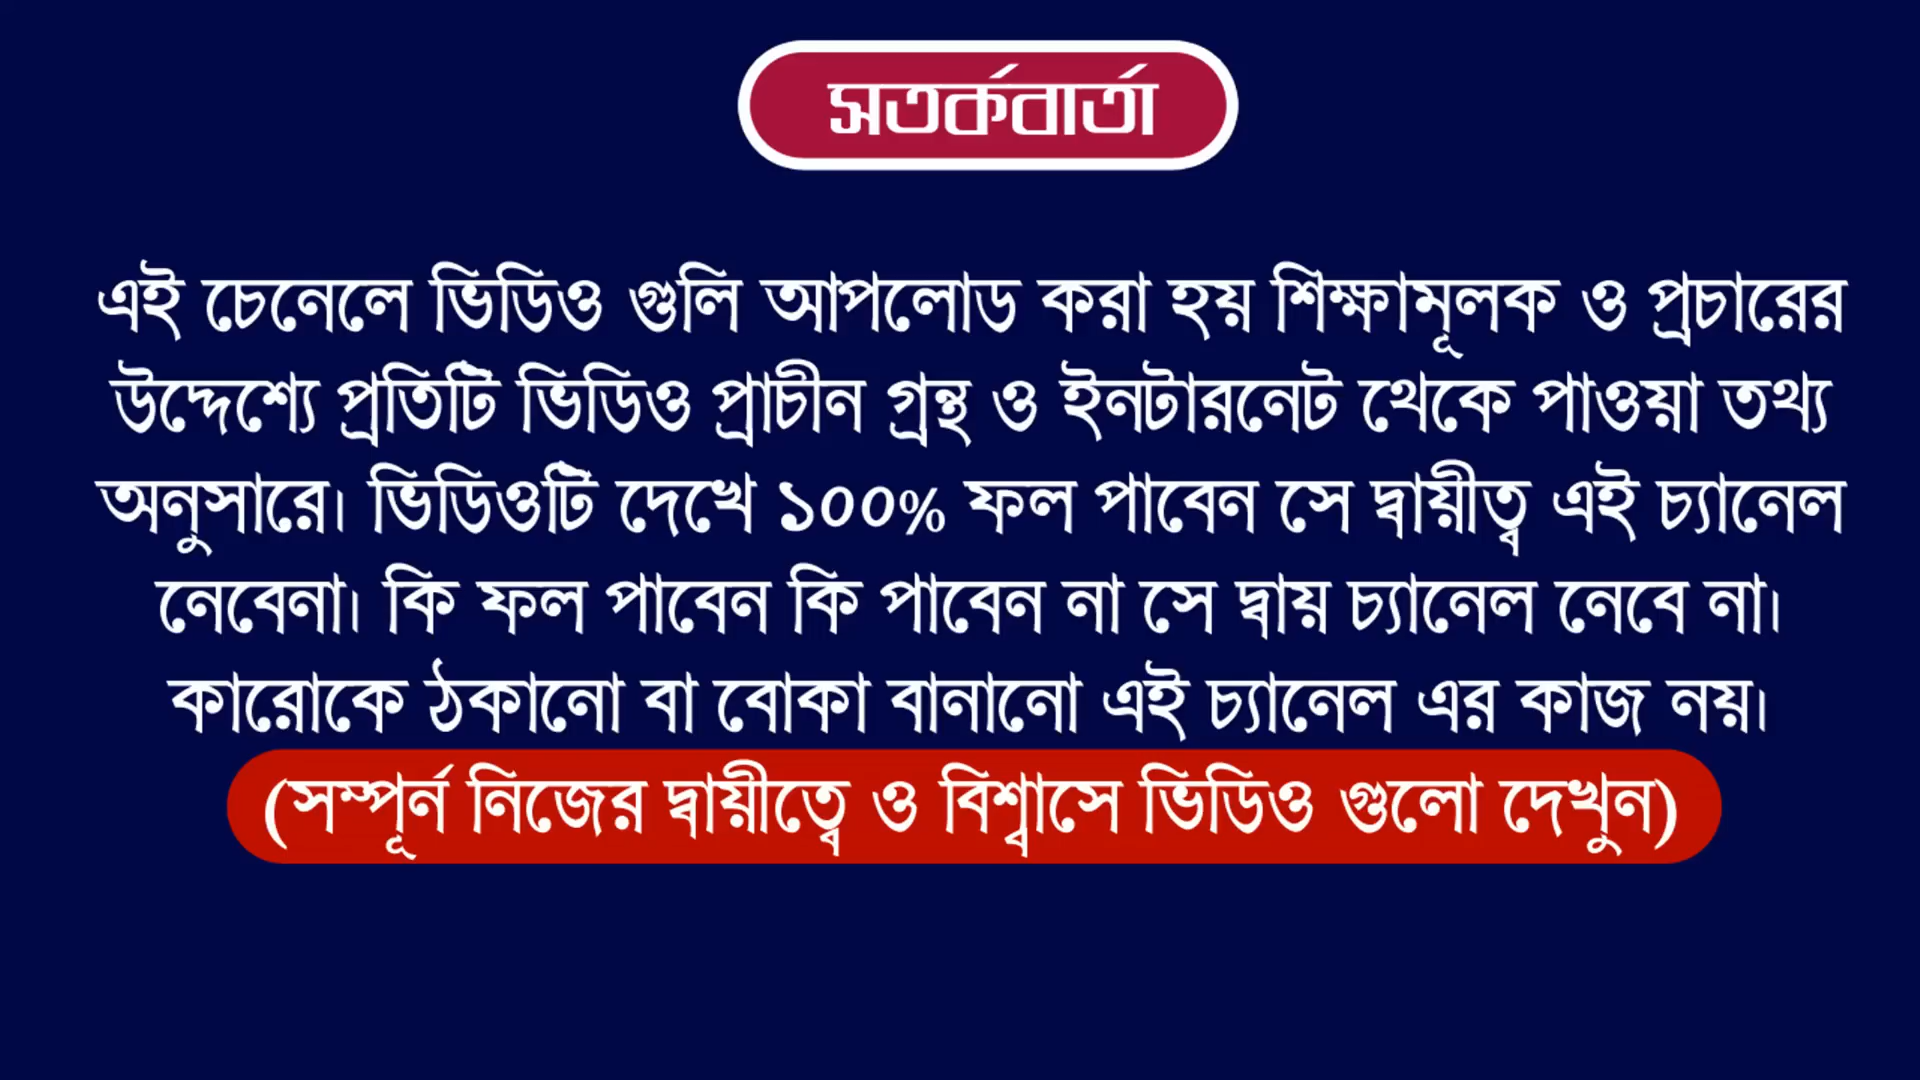 সতর্কবার্তা
এই চেনেলে ভিডিও গুলি আপলোড করা হয় শিক্ষামূলক ও প্রচারের
উদ্দেশ্যে প্রতিটি ভিডিও প্রাচীন গ্রন্থ ও ইনটারনেট থেকে পাওয়া তথ্য
অনুসারে। ভিডিওটি দেখে ১০০% ফল পাবেন সে দ্বায়ীত্ব এই চ্যানেল
নেবেনা। কি ফল পাবেন কি পাবেন না সে দ্বায় চ্যানেল নেবে না।
কারোকে ঠকানো বা বোকা বানানো এই চ্যানেল এর কাজ নয়।
(সম্পূর্ন নিজের দ্বায়ীত্বে ও বিশ্বাসে ভিডিও গুলো দেখুন)